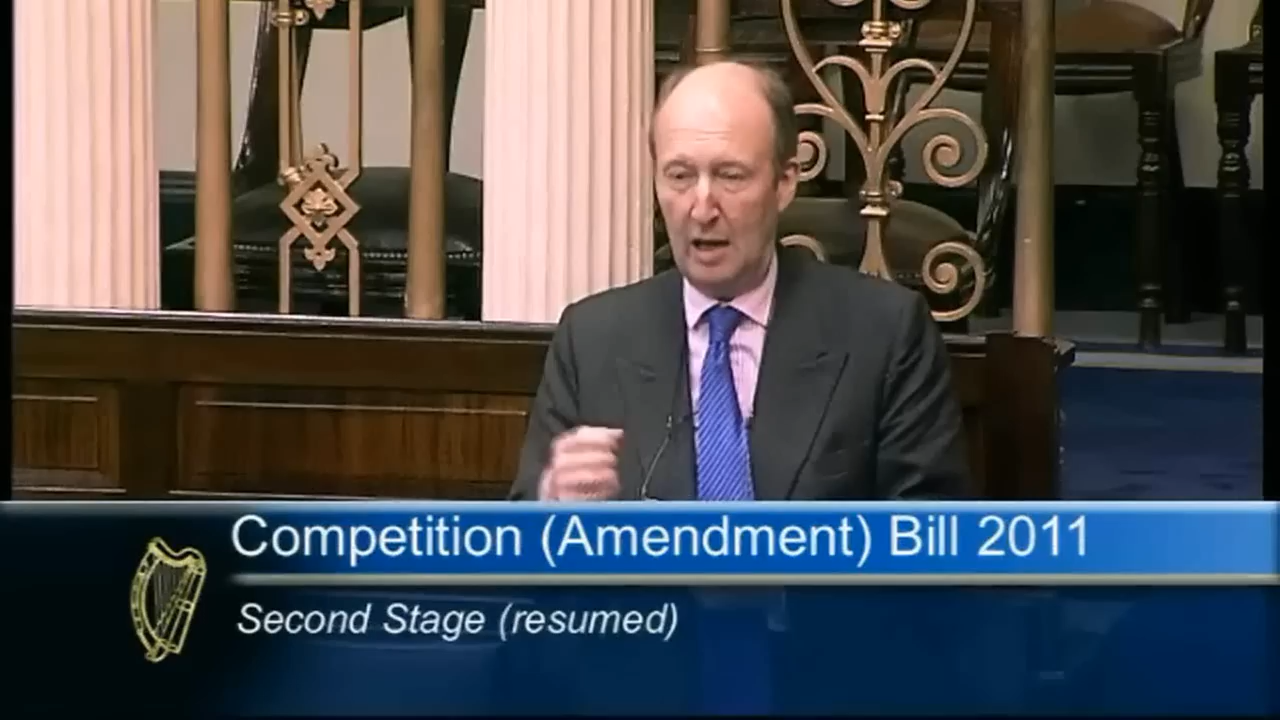 Competition (Amendment) Bill 2011
Second Stage (resumed)